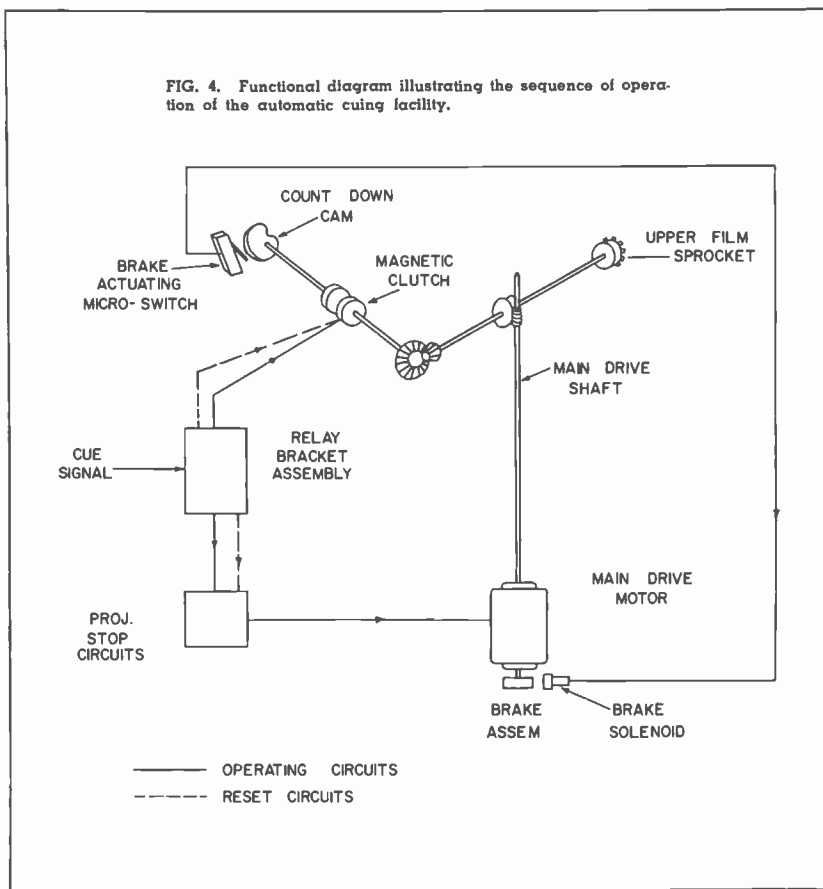 FIG. 4. Functional diagram illustrating the sequence of opera-
tion of the automatic cuing facility.
COUNT DOWN
CAM
UPPER FILM
SPROCKET
MAGNETIC
CLUTCH
BRAKE
ACTUATING
MICRO-SWITCH
MAIN DRIVE
SHAFT
RELAY
BRACKET
ASSEMBLY
CUE
SIGNAL
MAIN DRIVE
MOTOR
PROJ.
STOP
CIRCUITS
BRAKE
ASSEM
BRAKE
SOLENOID
OPERATING CIRCUITS
RESET CIRCUITS